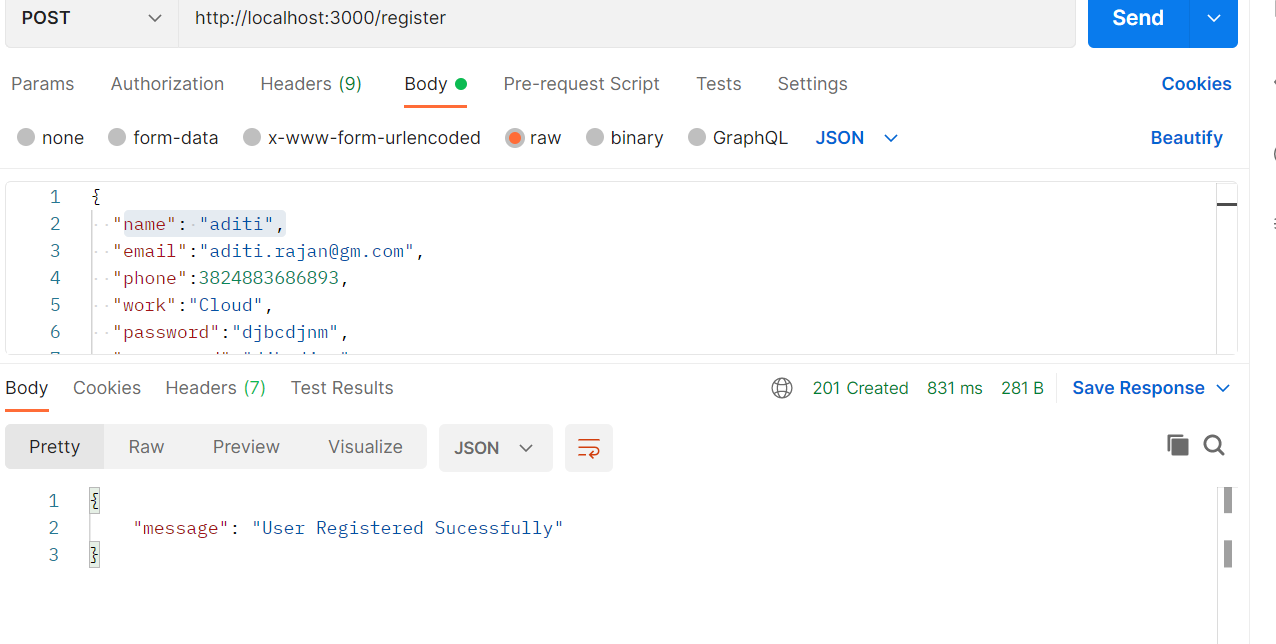 POST http://localhost:3000/register Send
Params Authorization Headers (9) Body Pre-request Script Tests Settings Cookies
none form-data x-www-form-urlencoded raw binary GraphQL JSON Beautify
1 {
2 "name": "aditi",
3 "email":"aditi.rajan@gm.com",
4 "phone":3824883686893,
5 "work":"Cloud",
6 "password":"djbcdjnm",
Body Cookies Headers (7) Test Results 201 Created 831 ms 281 B Save Response
Pretty Raw Preview Visualize JSON
1 {
2 "message": "User Registered Sucessfully"
3 }